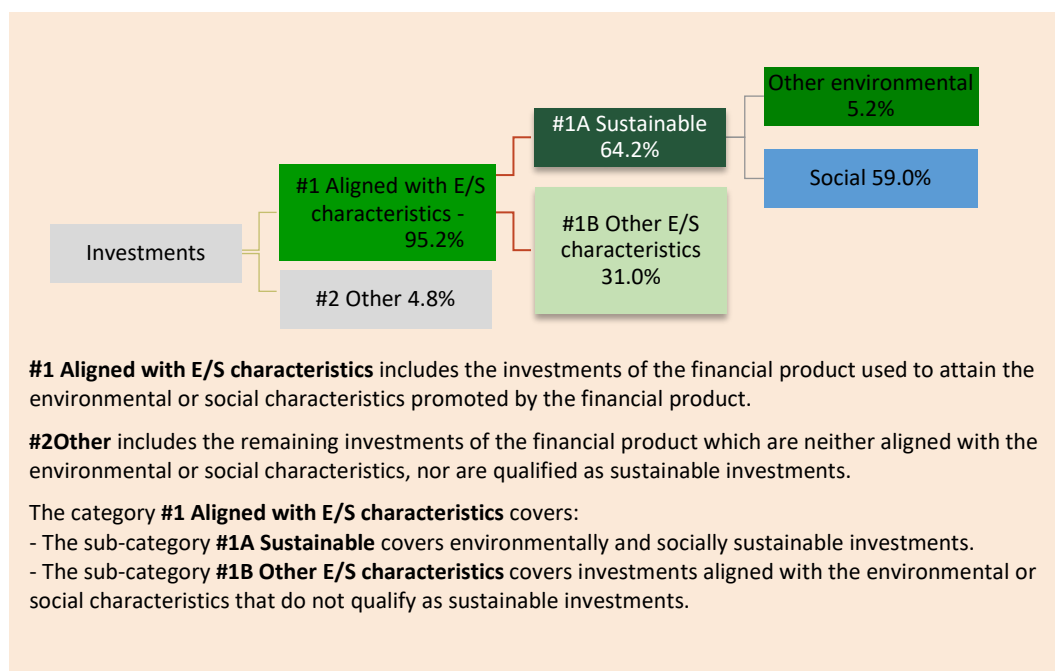 Investments
#1 Aligned with E/S
characteristics -
95.2%
#2 Other 4.8%
#1A Sustainable
64.2%
#1B Other E/S
characteristics
31.0%
Other environmental
5.2%
Social 59.0%
#1 Aligned with E/S characteristics includes the investments of the financial product used to attain the
environmental or social characteristics promoted by the financial product.
#2Other includes the remaining investments of the financial product which are neither aligned with the
environmental or social characteristics, nor are qualified as sustainable investments.
The category #1 Aligned with E/S characteristics covers:
- The sub-category #1A Sustainable covers environmentally and socially sustainable investments.
- The sub-category #1B Other E/S characteristics covers investments aligned with the environmental or
social characteristics that do not qualify as sustainable investments.